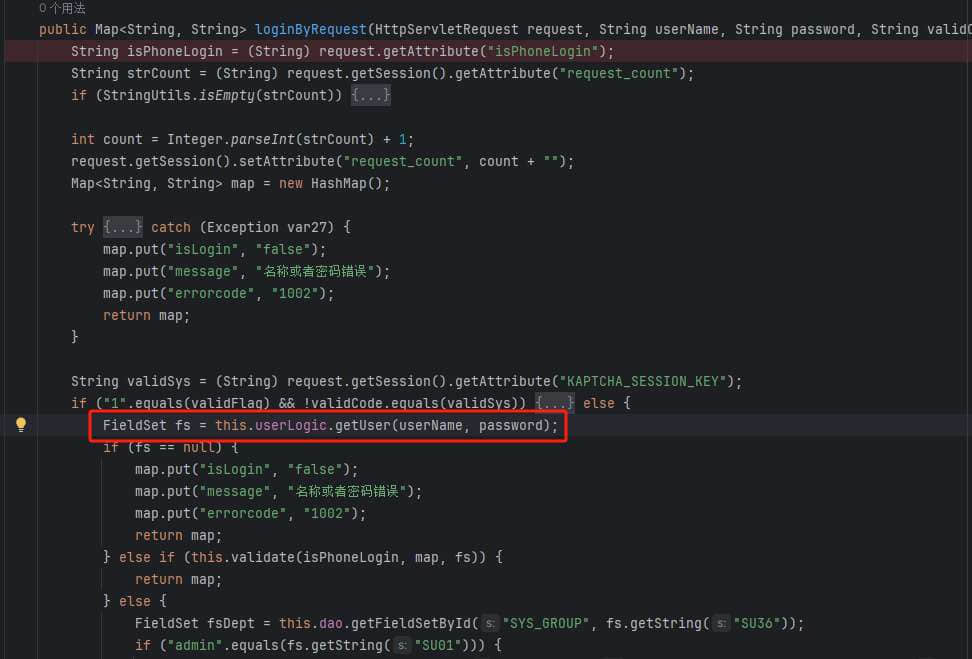 0个用法
public Map<String, String> loginByRequest(HttpServletRequest request, String userName, String password, String validC
String isPhoneLogin = (String) request.getAttribute("isPhoneLogin");
String strCount = (String) request.getSession().getAttribute("request_count");
if (StringUtils.isEmpty(strCount)) {...}
int count = Integer.parseInt(strCount) + 1;
request.getSession().setAttribute("request_count", count + "");
Map<String, String> map = new HashMap();
try {...} catch (Exception var27) {
map.put("isLogin", "false");
map.put("message", "名称或者密码错误");
map.put("errorcode", "1002");
return map;
}
String validSys = (String) request.getSession().getAttribute("KAPTCHA_SESSION_KEY");
if ("1".equals(validFlag) && !validCode.equals(validSys)) {...} else {
FieldSet fs = this.userLogic.getUser(userName, password);
if (fs == null) {
map.put("isLogin", "false");
map.put("message", "名称或者密码错误");
map.put("errorcode", "1002");
return map;
} else if (this.validate(isPhoneLogin, map, fs)) {
return map;
} else {
FieldSet fsDept = this.dao.getFieldSetById( s: "SYS_GROUP", fs.getString( s: "SU36"));
if ("admin".equals(fs.getString( s: "SU01"))) {